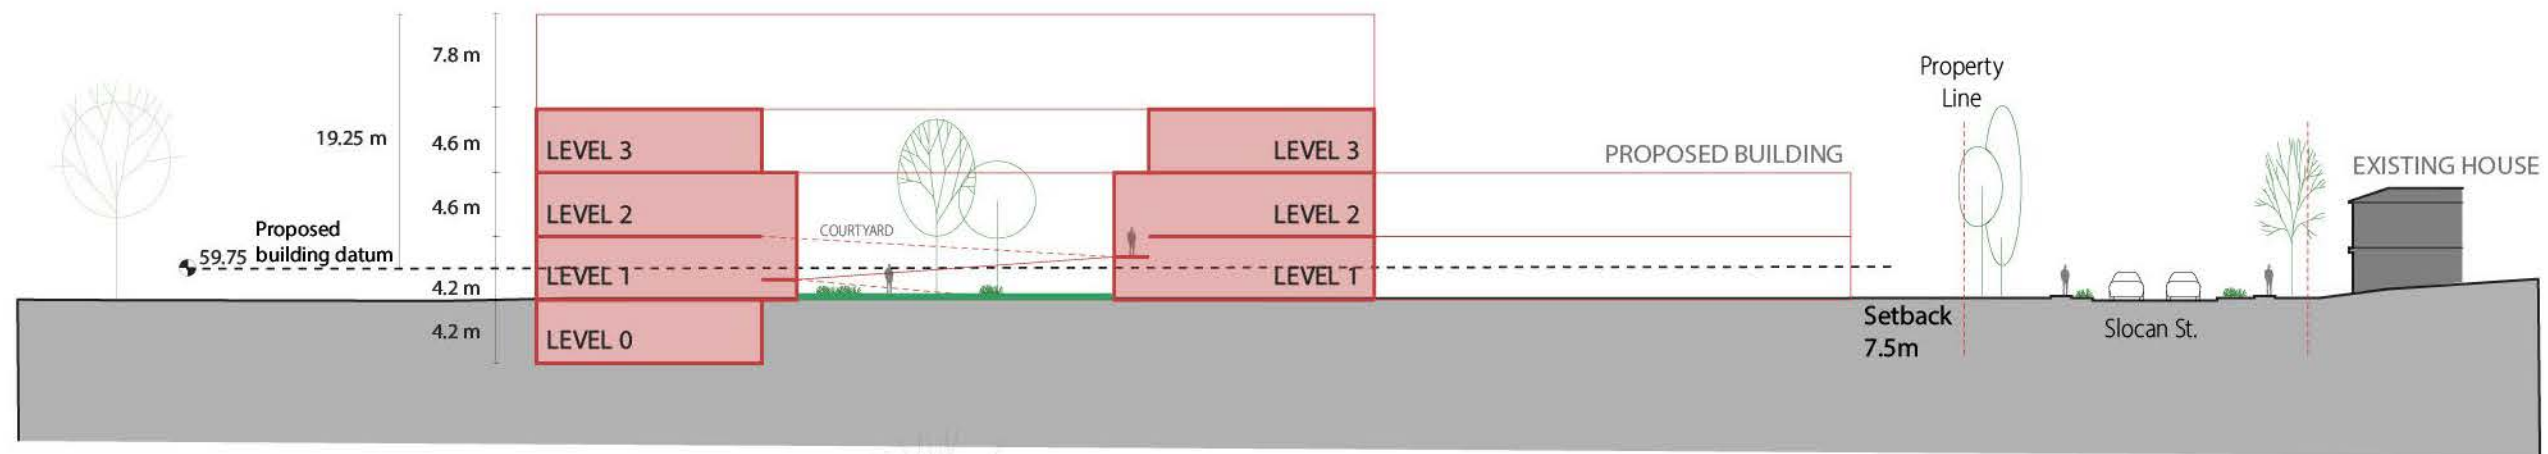 7.8 m
Property
Line
19.25 m
4.6 m
LEVEL 3
LEVEL 3
PROPOSED BUILDING
EXISTING HOUSE
4.6 m
LEVEL 2
LEVEL 2
COURTYARD
Proposed
59.75 building datum
4.2 m
LEVEL 1
LEVEL 1
Setback
7.5m
Slocan St.
4.2 m
LEVEL 0